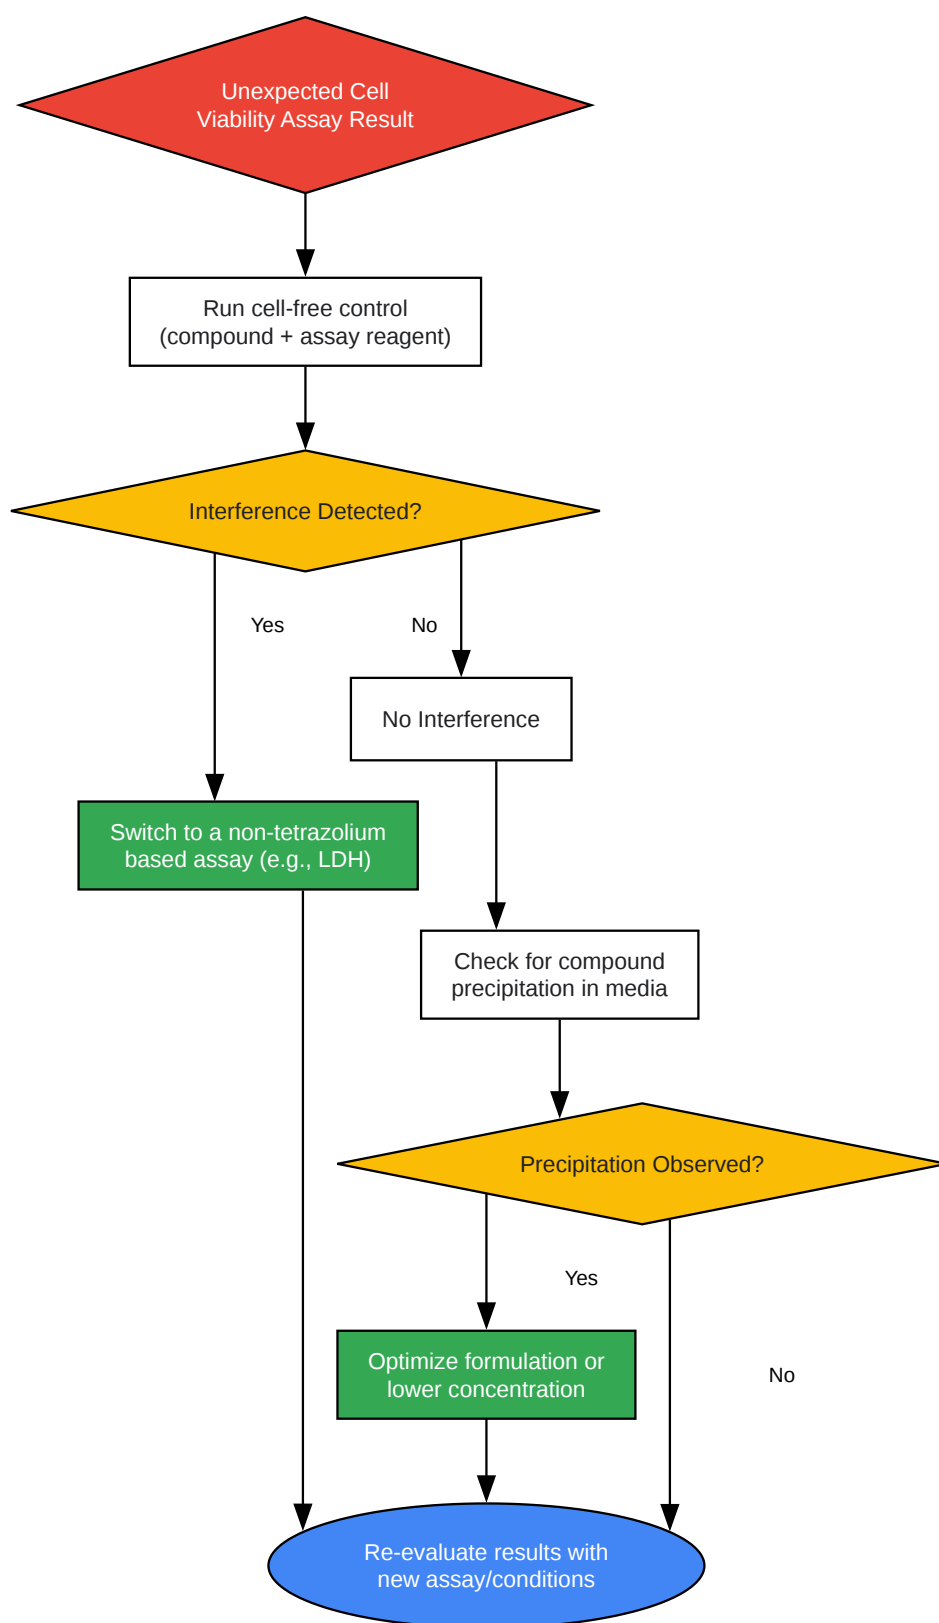 Unexpected Cell
Viability Assay Result
Run cell-free control
(compound + assay reagent)
Interference Detected?
Yes
No
No Interference
Switch to a non-tetrazolium
based assay (e.g., LDH)
Check for compound
precipitation in media
Precipitation Observed?
Yes
Optimize formulation or
lower concentration
No
Re-evaluate results with
new assay/conditions